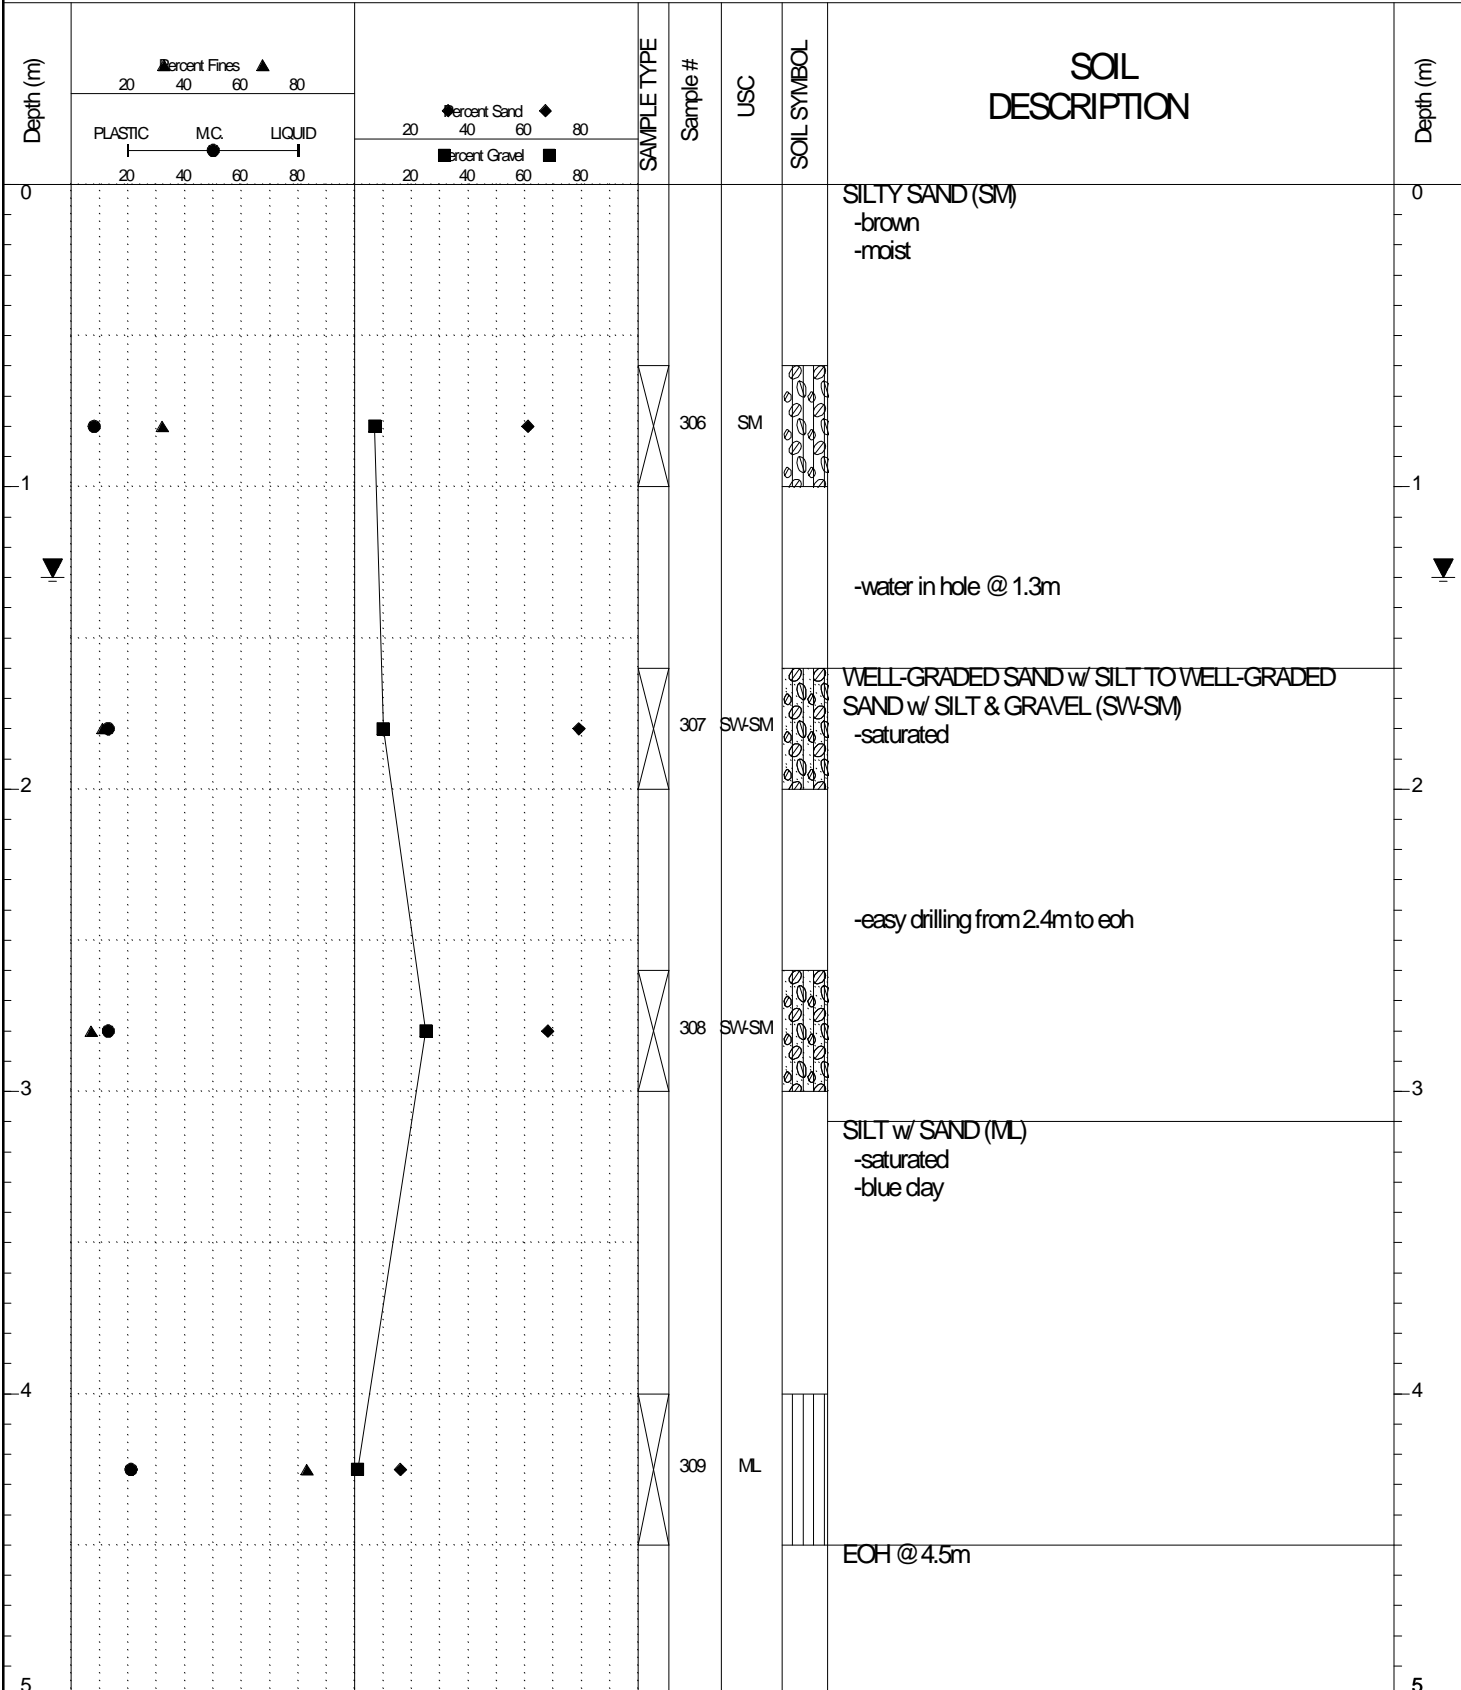 Depth (m)
Percent Fines
20 40 60 80
PLASTIC M.C. LIQUID
20 40 60 80
Percent Sand
20 40 60 80
Percent Gravel
20 40 60 80
SAMPLE TYPE
Sample #
USC
SOIL SYMBOL
SOIL
DESCRIPTION
Depth (m)
0 SILTY SAND (SM) 0
-brown
-moist
306 SM
1 1
-water in hole @ 1.3m
WELL-GRADED SAND w/ SILT TO WELL-GRADED
SAND w/ SILT & GRAVEL (SW-SM)
307 SW-SM -saturated
2 2
-easy drilling from 2.4m to eoh
308 SW-SM
3 3
SILT w/ SAND (ML)
-saturated
-blue clay
4 4
309 ML
EOH @ 4.5m
5 5